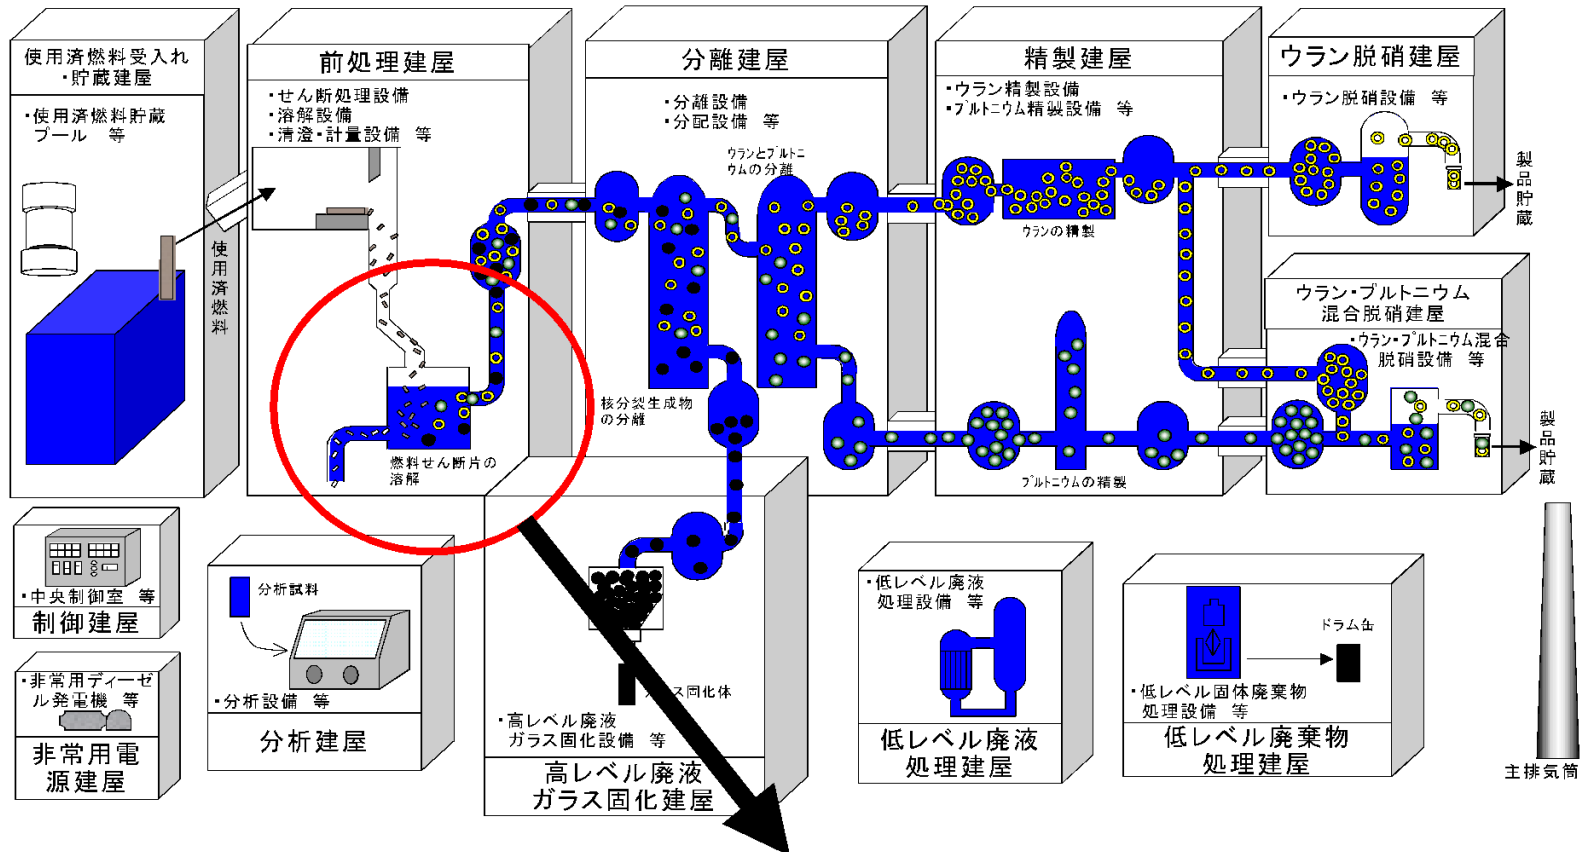 使用済燃料受入れ
・貯蔵建屋
・使用済燃料貯蔵
プール 等
使用済燃料
前処理建屋
・せん断処理設備
・溶解設備
・清澄・計量設備 等
燃料せん断片の
溶解
分離建屋
・分離設備
・分配設備 等
ウランとプルトニ
ウムの分離
核分裂生成物
の分離
精製建屋
・ウラン精製設備
・プルトニウム精製設備 等
ウランの精製
プルトニウムの精製
ウラン脱硝建屋
・ウラン脱硝設備 等
製品貯蔵
ウラン・プルトニウム
混合脱硝建屋
・ウラン・プルトニウム混合
脱硝設備 等
製品貯蔵
・中央制御室 等
制御建屋
・非常用ディーゼ
ル発電機 等
非常用電
源建屋
分析試料
・分析設備 等
分析建屋
ラス固化体
・高レベル廃液
ガラス固化設備 等
高レベル廃液
ガラス固化建屋
・低レベル廃液
処理設備 等
低レベル廃液
処理建屋
ドラム缶
・低レベル固体廃棄物
処理設備 等
低レベル廃棄物
処理建屋
主排気筒